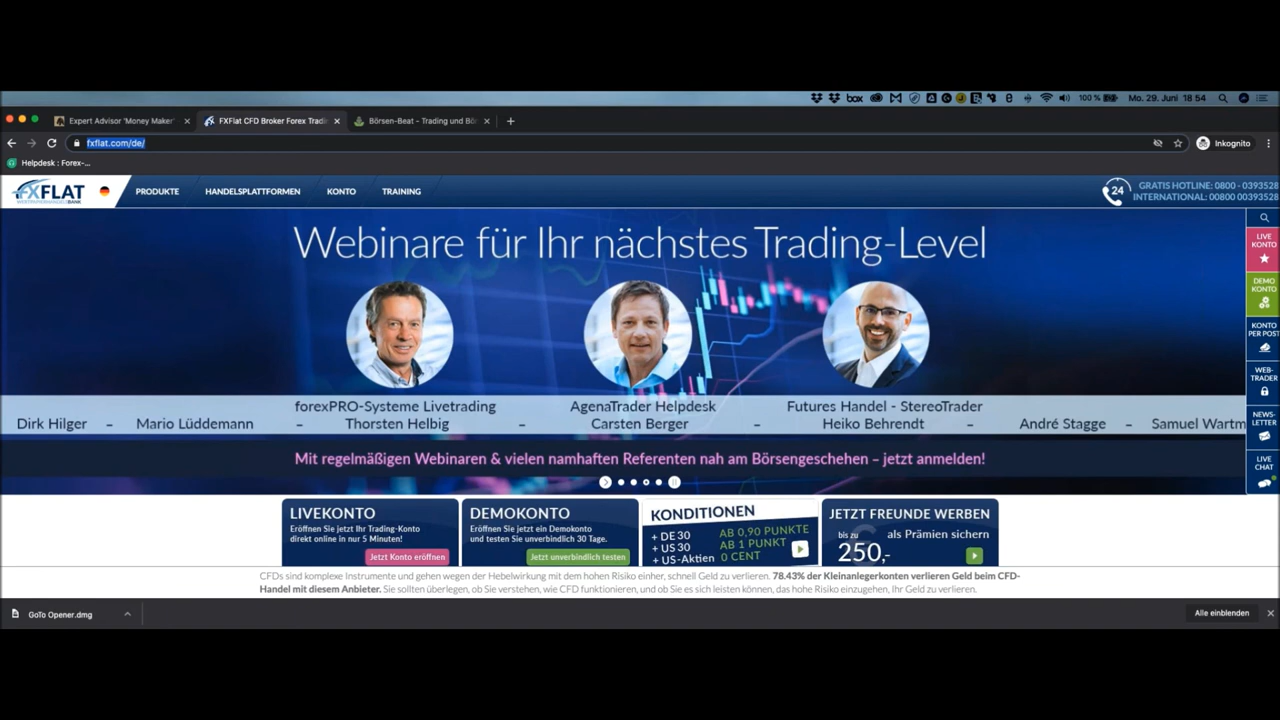 100 %
Mo. 29. Juni 18 54
Expert Advisor 'Money Maker'
FXFlat CFD Broker Forex Tradi
Börsen-Beat - Trading und Bö
fxflat.com/de/
Inkognito
Helpdesk : Forex-...
FXFLAT
WERTPAPIERHANDELSBANK
PRODUKTE
HANDELSPLATTFORMEN
KONTO
TRAINING
24
GRATIS HOTLINE: 0800 - 0393528
INTERNATIONAL: 00800 00393528
Webinare für Ihr nächstes Trading-Level
LIVE
KONTO
DEMO
KONTO
KONTO
PER POST
WEB-
TRADER
NEWS-
LETTER
LIVE
CHAT
forexPRO-Systeme Livetrading
AgenaTrader Helpdesk
Futures Handel - StereoTrader
Dirk Hilger – Mario Lüddemann – Thorsten Helbig – Carsten Berger – Heiko Behrendt – André Stagge – Samuel Wartm
Mit regelmäßigen Webinaren & vielen namhaften Referenten nah am Börsengeschehen – jetzt anmelden!
LIVEKONTO
Eröffnen Sie jetzt Ihr Trading-Konto
direkt online in nur 5 Minuten!
Jetzt Konto eröffnen
DEMOKONTO
Eröffnen Sie jetzt ein Demokonto
und testen Sie unverbindlich 30 Tage.
Jetzt unverbindlich testen
KONDITIONEN
+ DE30 AB 0,90 PUNKTE
+ US30 AB 1 PUNKT
+ US-Aktien 0 CENT
JETZT FREUNDE WERBEN
bis zu
250,-
als Prämien sichern
CFDs sind komplexe Instrumente und gehen wegen der Hebelwirkung mit dem hohen Risiko einher, schnell Geld zu verlieren. 78.43% der Kleinanlegerkonten verlieren Geld beim CFD-
Handel mit diesem Anbieter. Sie sollten überlegen, ob Sie verstehen, wie CFD funktionieren, und ob Sie es sich leisten können, das hohe Risiko einzugehen, Ihr Geld zu verlieren.
GoTo Opener.dmg
Alle einblenden